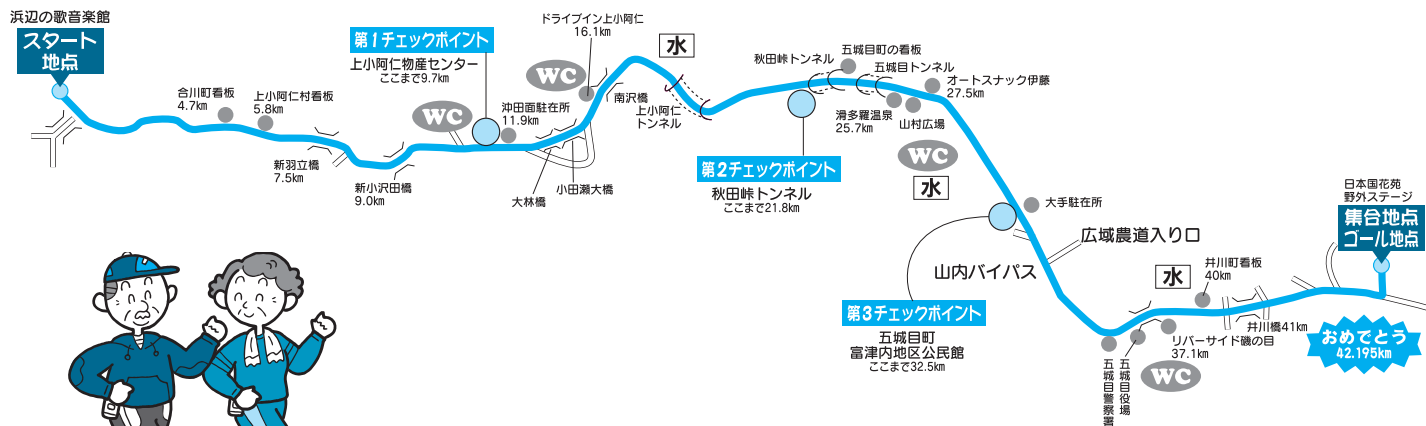 浜辺の歌音楽館
スタート
地点
合川町看板
4.7km
上小阿仁村看板
5.8km
新羽立橋
7.5km
新小沢田橋
9.0km
第1チェックポイント
上小阿仁物産センター
ここまで9.7km
WC
沖田面駐在所
11.9km
大林橋
小田瀬大橋
ドライブイン上小阿仁
16.1km
WC
南沢橋
水
上小阿仁
トンネル
第2チェックポイント
秋田峠トンネル
ここまで21.8km
秋田峠トンネル
五城目町の看板
五城目トンネル
滑多羅温泉
25.7km
山村広場
オートスナック伊藤
27.5km
WC
水
大手駐在所
広域農道入り口
山内バイパス
第3チェックポイント
五城目町
富津内地区公民館
ここまで32.5km
五城目警察署
五城目役場
リバーサイド磯の目
37.1km
WC
水
井川町看板
40km
井川橋41km
日本国花苑
野外ステージ
集合地点
ゴール地点
おめでとう
42.195km